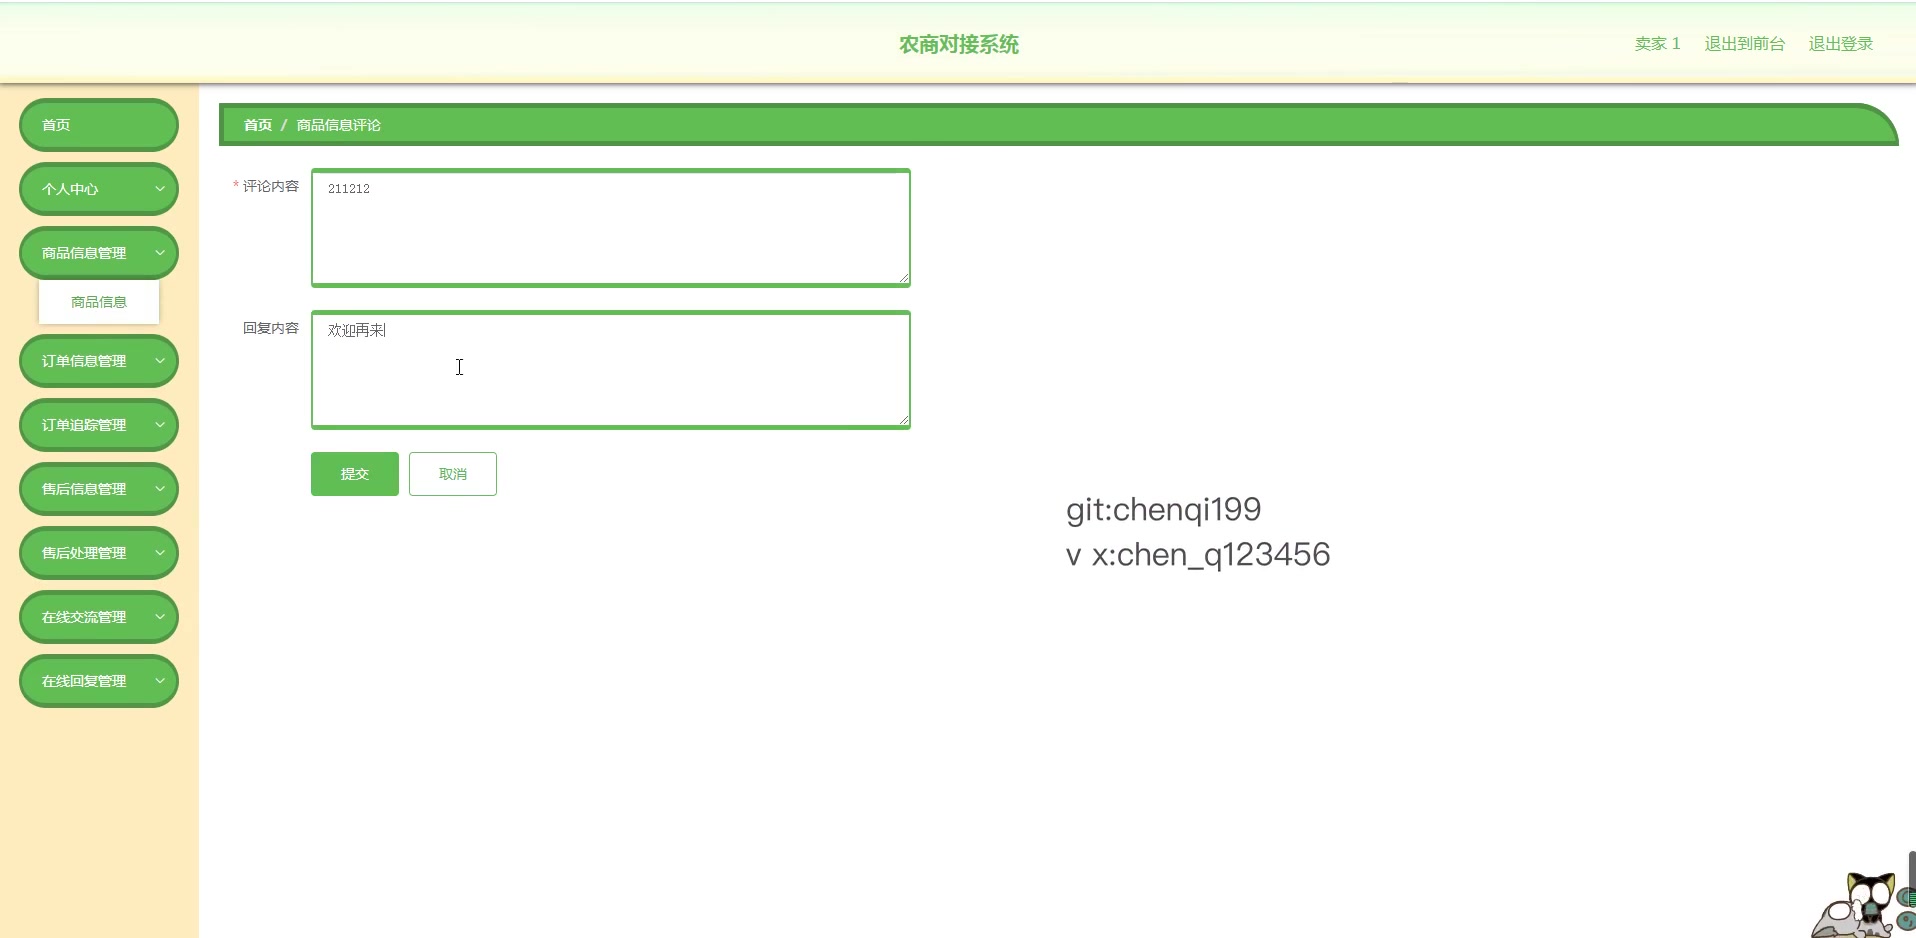 农商对接系统
卖家 1 退出到前台 退出登录
首页
个人中心
商品信息管理
商品信息
订单信息管理
订单追踪管理
售后信息管理
售后处理管理
在线交流管理
在线回复管理
首页 / 商品信息评论
* 评论内容
211212
回复内容
欢迎再来
提交 取消
git:chenqi199
v x:chen_q123456